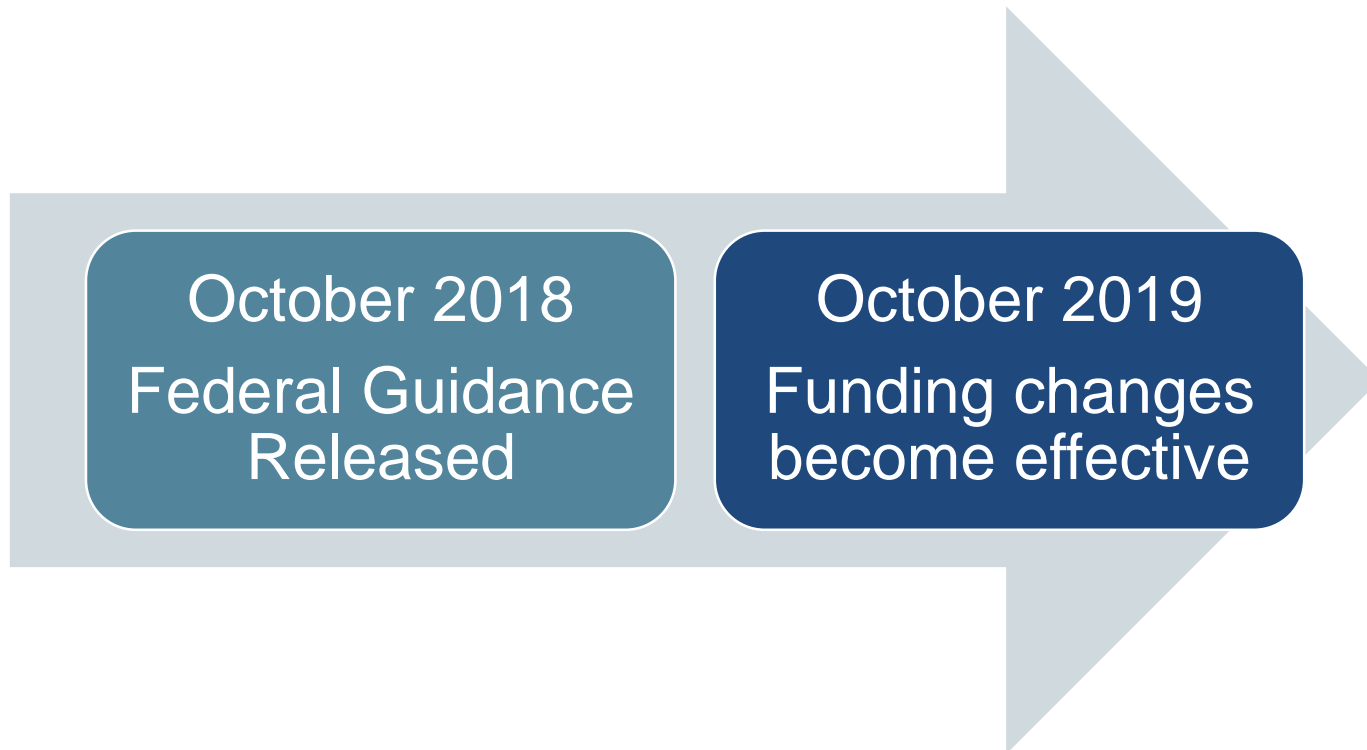 October 2018
Federal Guidance
Released
October 2019
Funding changes
become effective